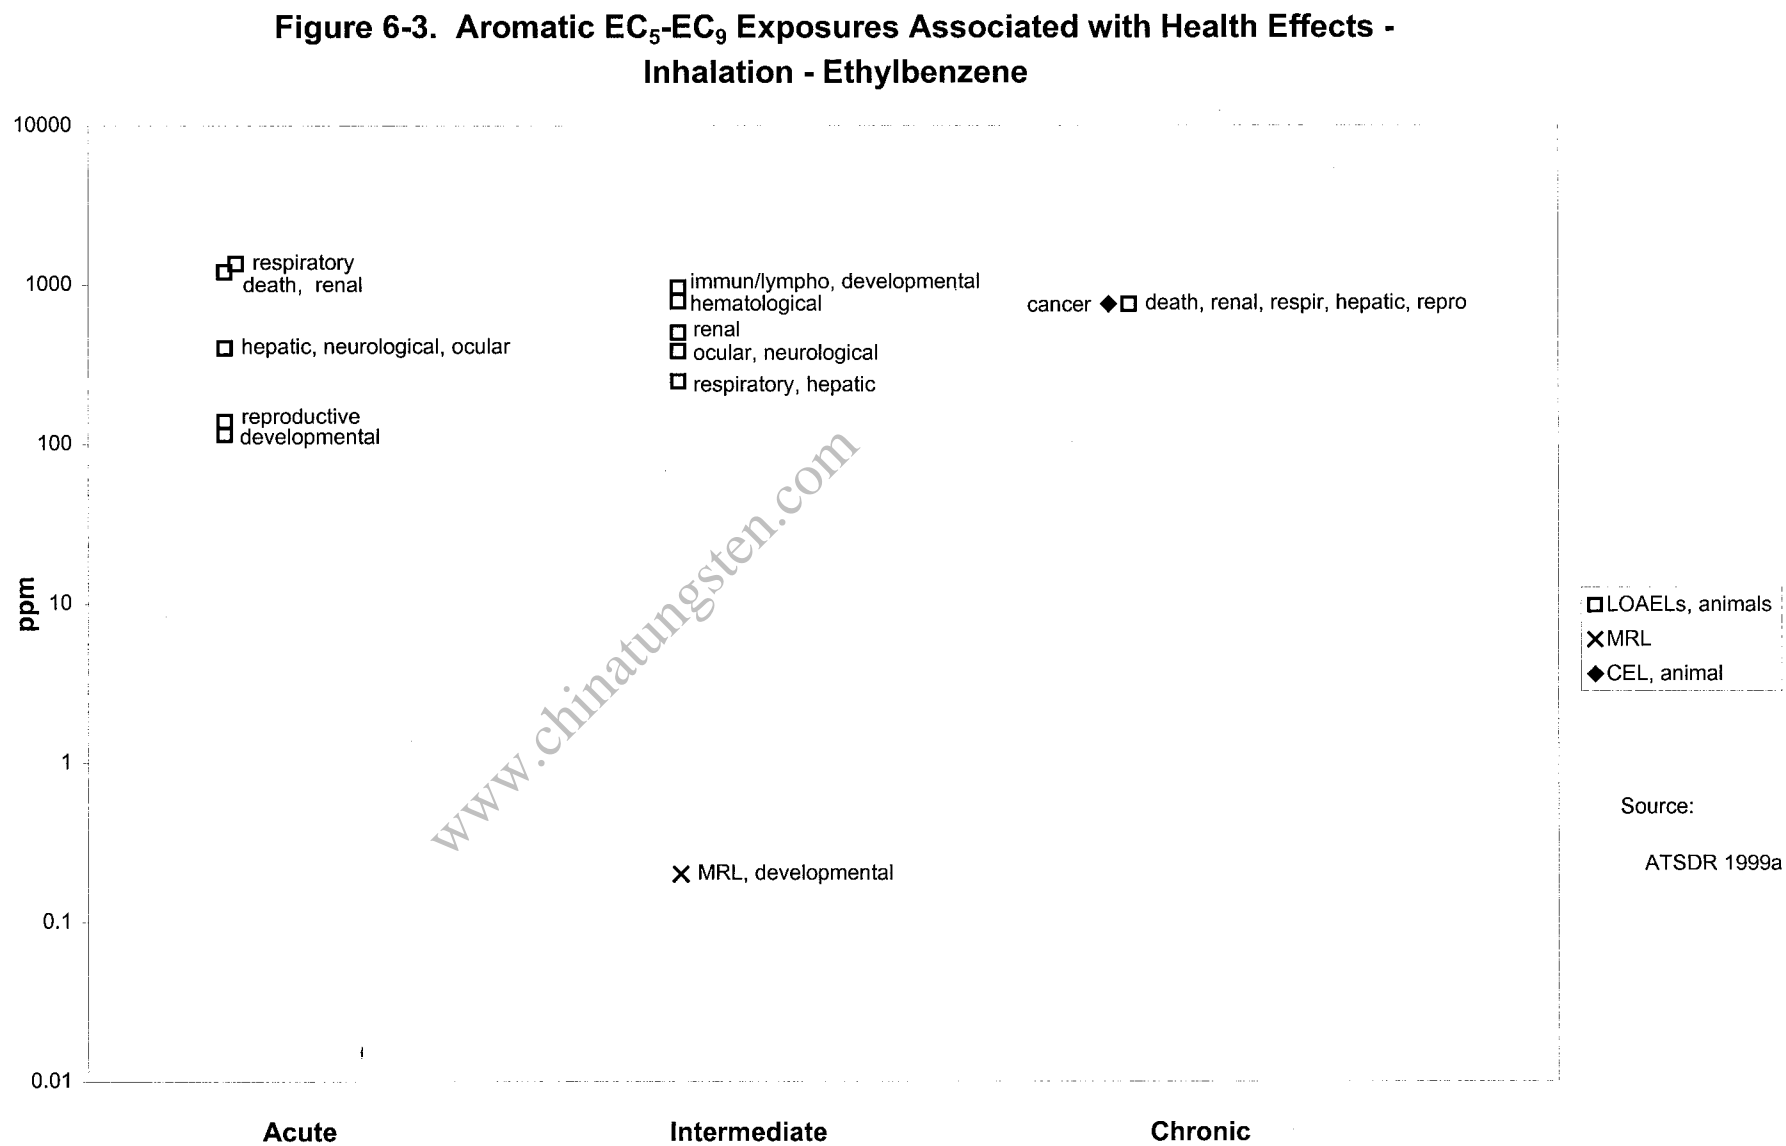 Figure 6-3. Aromatic EC₅-EC₉ Exposures Associated with Health Effects -
Inhalation - Ethylbenzene
10000
1000
100
10
1
0.1
0.01
ppm
respiratory
death, renal
hepatic, neurological, ocular
reproductive
developmental
immun/lympho, developmental
hematological
renal
ocular, neurological
respiratory, hepatic
cancer
death, renal, respir, hepatic, repro
MRL, developmental
www.chinatungsten.com
LOAELs, animals
MRL
CEL, animal
Source:
ATSDR 1999a
Acute
Intermediate
Chronic